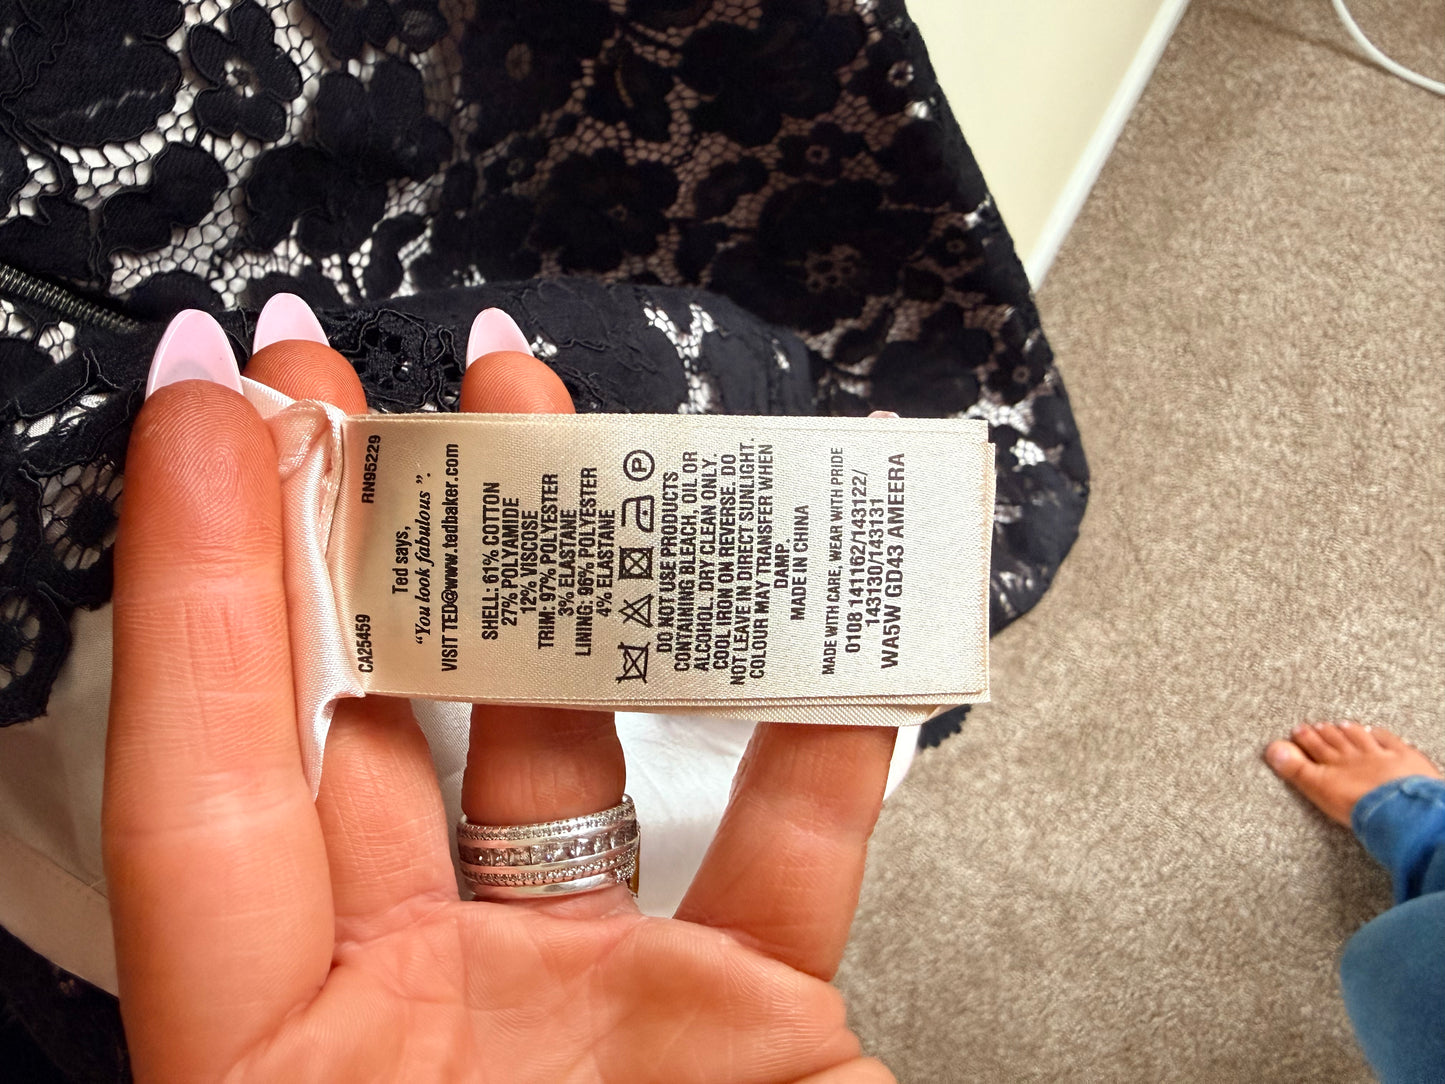 CA25459 RN95229
Ted says,
“You look fabulous”.
VISIT TED@www.tedbaker.com
SHELL: 61% COTTON
27% POLYAMIDE
12% VISCOSE
TRIM: 97% POLYESTER
3% ELASTANE
LINING: 96% POLYESTER
4% ELASTANE
P
DO NOT USE PRODUCTS
CONTAINING BLEACH, OIL OR
ALCOHOL. DRY CLEAN ONLY.
COOL IRON ON REVERSE. DO
NOT LEAVE IN DIRECT SUNLIGHT.
COLOUR MAY TRANSFER WHEN
DAMP.
MADE IN CHINA
MADE WITH CARE, WEAR WITH PRIDE
0108 141162/143122/
143130/143131
WA5W GD43 AMEERA